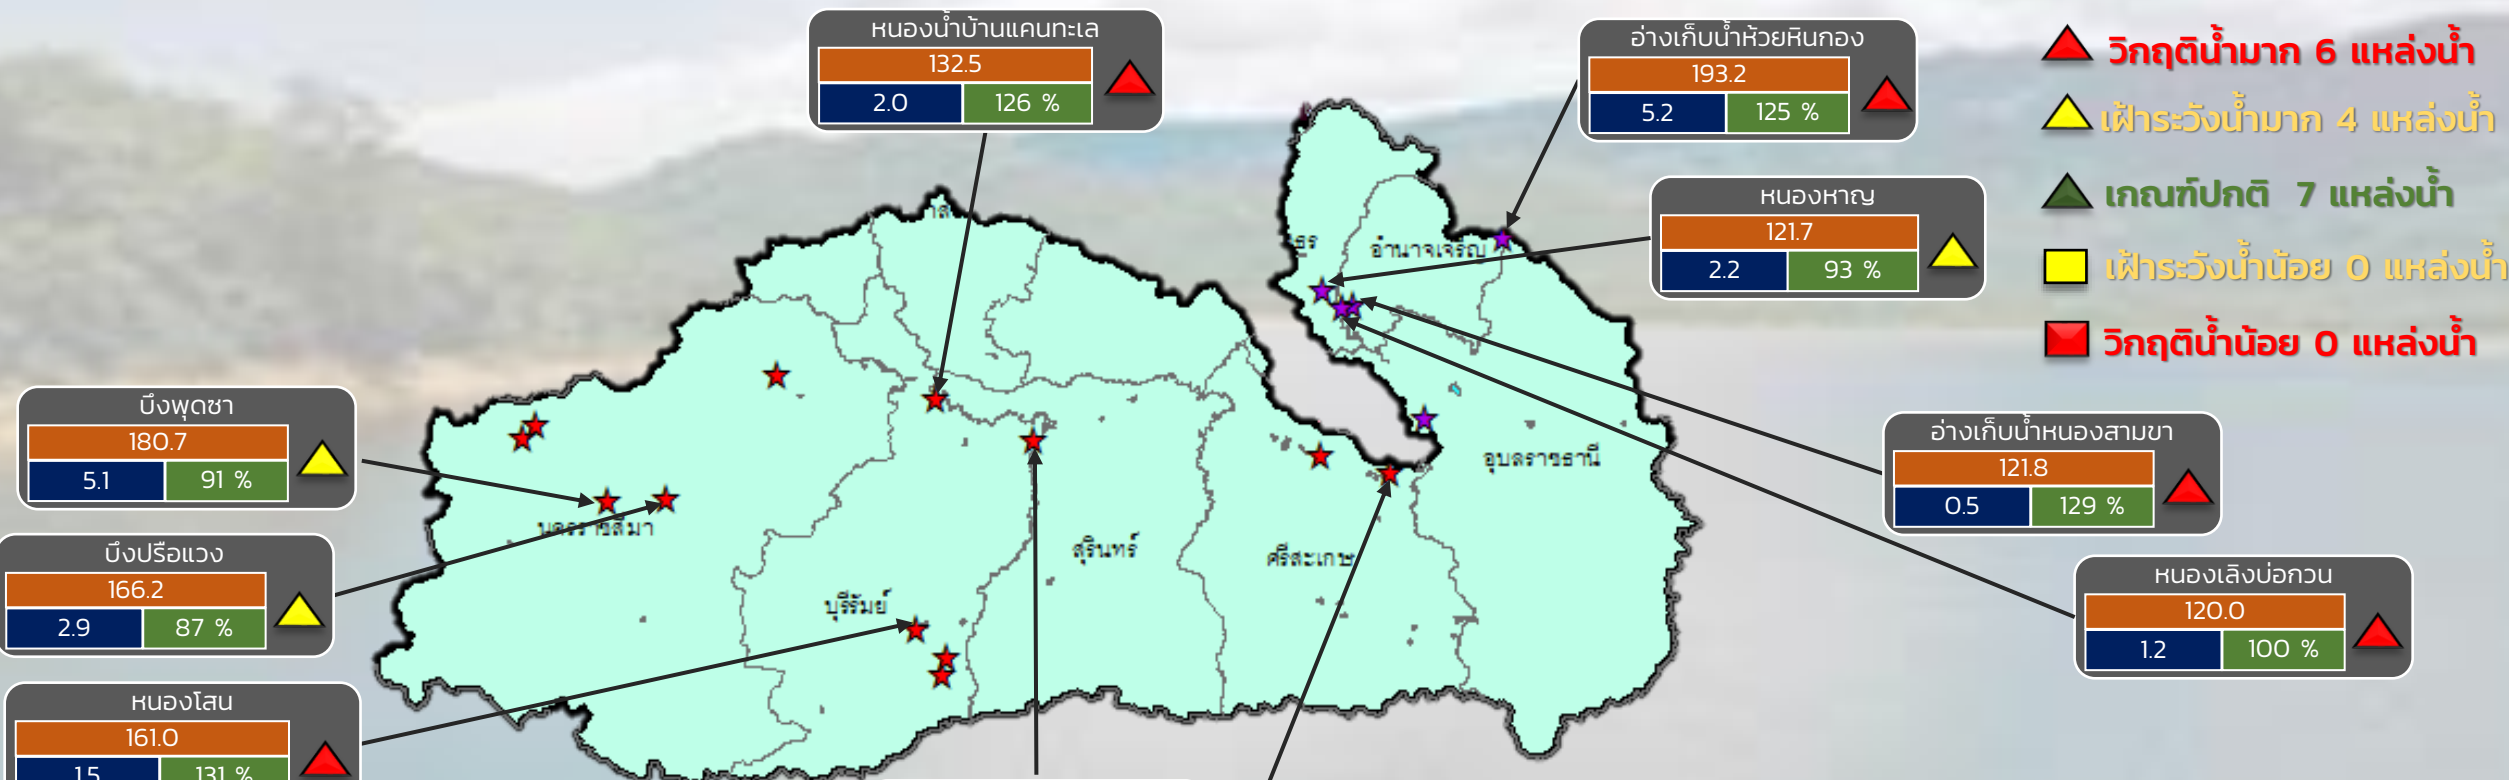 หนองน้ำบ้านแคนทะเล
132.5
2.0 126 %
อ่างเก็บน้ำห้วยหินกอง
193.2
5.2 125 %
วิกฤติน้ำมาก 6 แหล่งน้ำ
เฝ้าระวังน้ำมาก 4 แหล่งน้ำ
เกณฑ์ปกติ 7 แหล่งน้ำ
เฝ้าระวังน้ำน้อย 0 แหล่งน้ำ
วิกฤติน้ำน้อย 0 แหล่งน้ำ
หนองหาญ
121.7
2.2 93 %
อำนาจเจริญ
บึงพุดซา
180.7
5.1 91 %
อ่างเก็บน้ำหนองสามขา
121.8
0.5 129 %
อุบลราชธานี
นครราชสีมา
สุรินทร์
ศรีสะเกษ
บุรีรัมย์
บึงปรือแวง
166.2
2.9 87 %
หนองเลิงบ่อกวน
120.0
1.2 100 %
หนองโสน
161.0
1.5 131 %